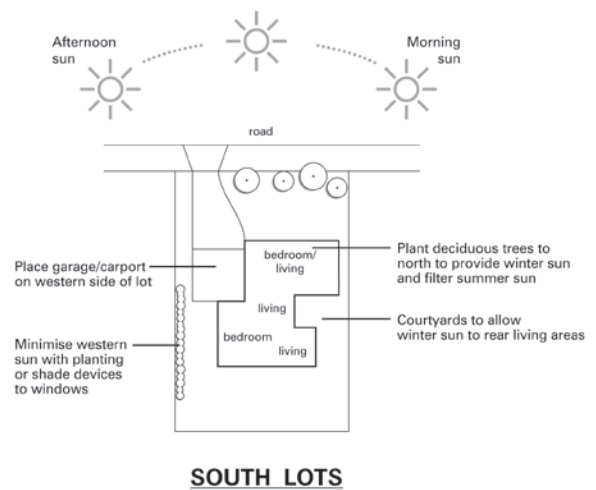 Afternoon
sun
Morning
sun
road
Place garage/carport
on western side of lot
bedroom/
living
Plant deciduous trees to
north to provide winter sun
and filter summer sun
living
Courtyards to allow
winter sun to rear living areas
Minimise western
sun with planting
or shade devices
to windows
bedroom
living
SOUTH LOTS